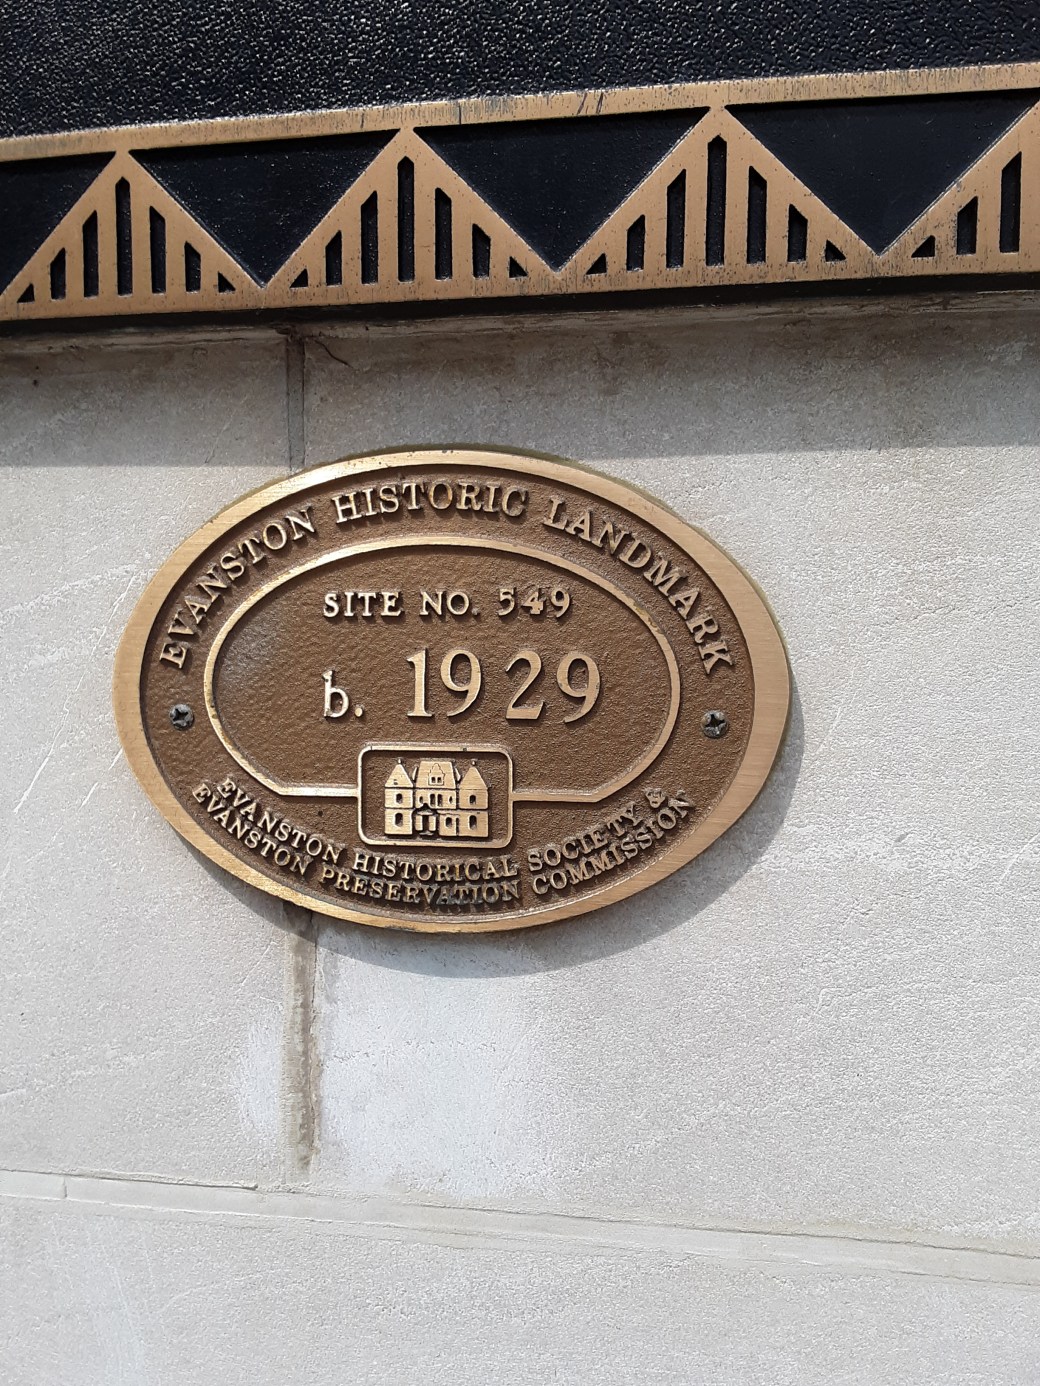 EVANSTON HISTORIC LANDMARK
SITE NO. 549
b. 1929
EVANSTON HISTORICAL SOCIETY &
EVANSTON PRESERVATION COMMISSION